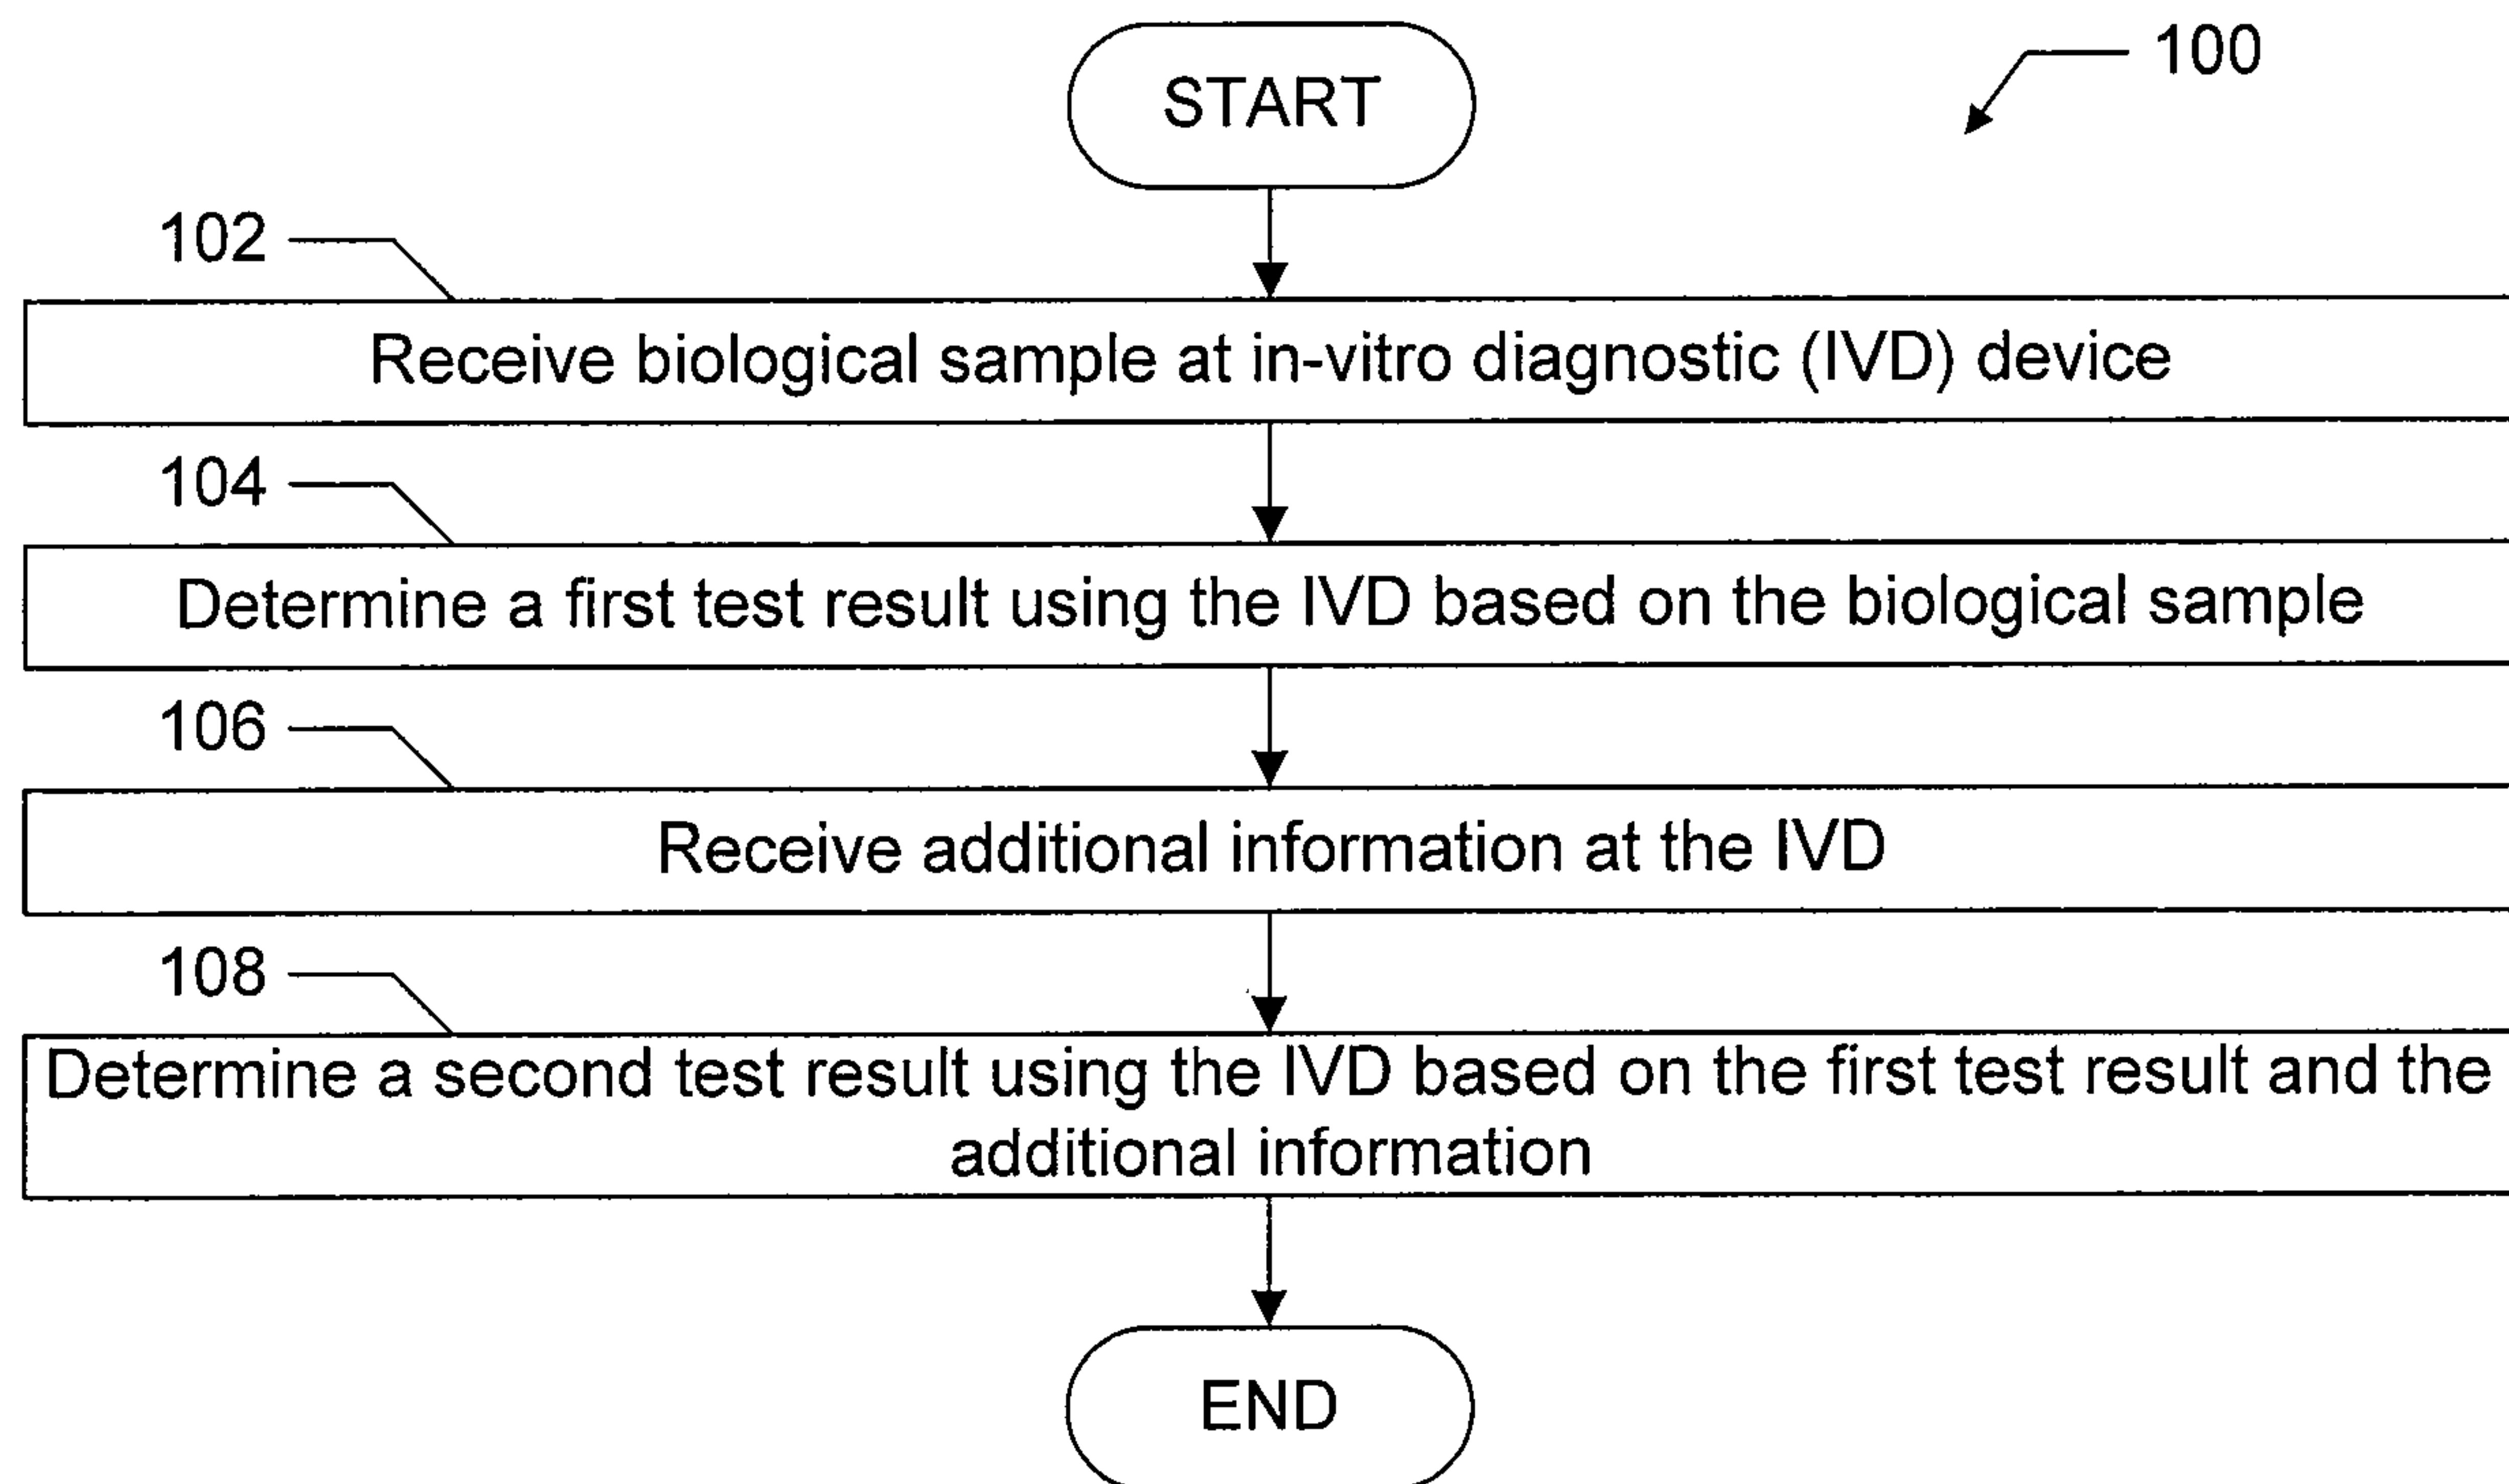 START
100
102
Receive biological sample at in-vitro diagnostic (IVD) device
104
Determine a first test result using the IVD based on the biological sample
106
Receive additional information at the IVD
108
Determine a second test result using the IVD based on the first test result and the
additional information
END